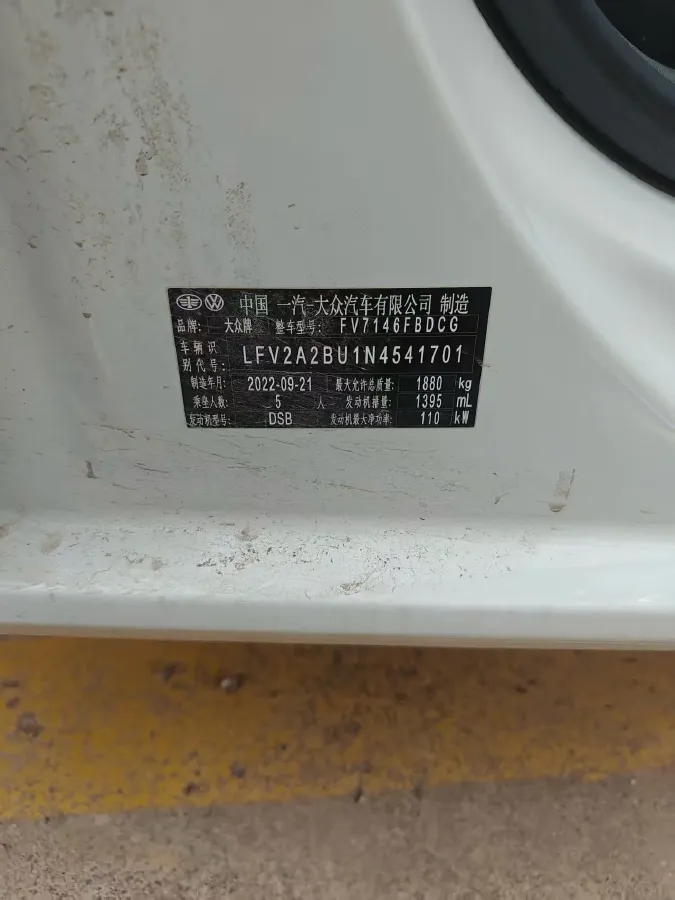 中国 一汽-大众汽车有限公司 制造
品牌: 大众牌 整车型号: FV7146FBDCG
车辆识别代号: LFV2A2BU1N4541701
制造年月: 2022-09-21 最大允许总质量: 1880 kg
乘坐人数: 5 人 发动机排量: 1395 mL
发动机型号: DSB 发动机最大净功率: 110 kW